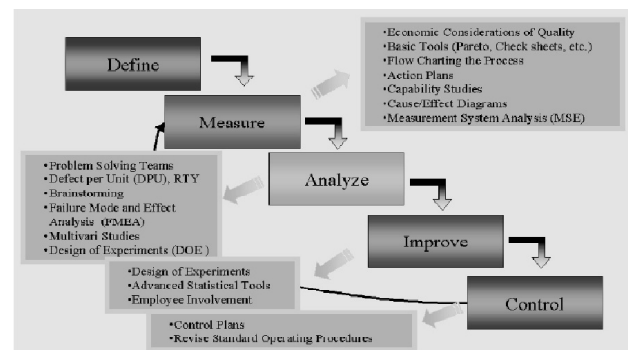 Define
•Economic Considerations of Quality
•Basic Tools (Pareto, Check sheets, etc.)
•Flow Charting the Process
•Action Plans
•Capability Studies
•Cause/Effect Diagrams
•Measurement System Analysis (MSE)
Measure
•Problem Solving Teams
•Defect per Unit (DPU), RTY
•Brainstorming
•Failure Mode and Effect
Analysis (FMEA)
•Multivari Studies
•Design of Experiments (DOE )
Analyze
Improve
•Design of Experiments
•Advanced Statistical Tools
•Employee Involvement
Control
•Control Plans
•Revise Standard Operating Procedures